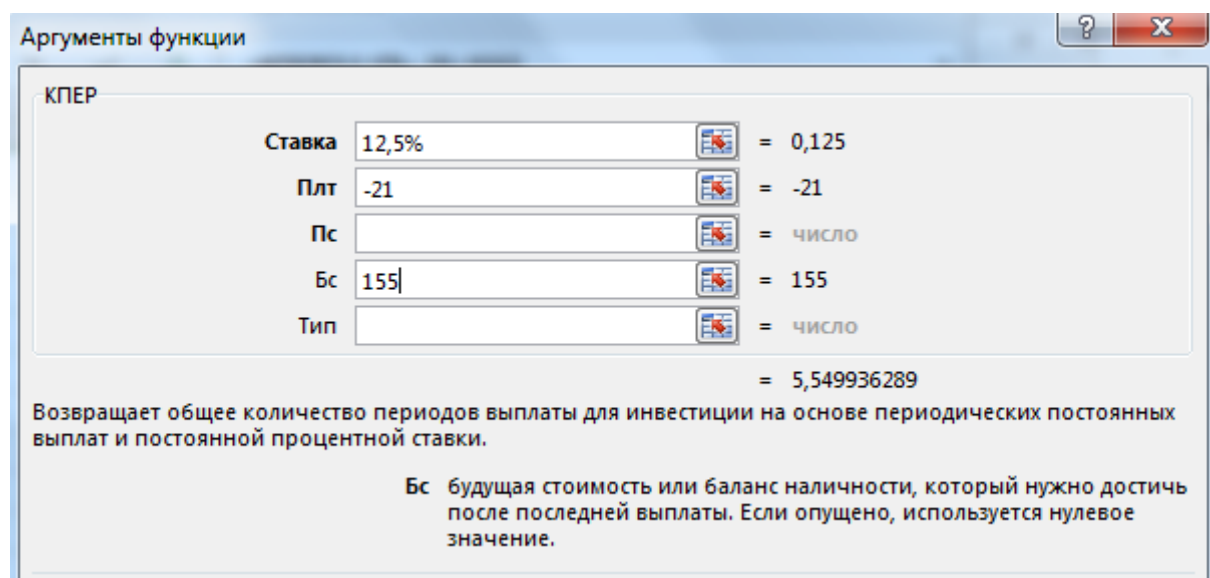 Аргументы функции
КПЕР
Ставка 12,5% = 0,125
Плт -21 = -21
Пс = число
Бс 155 = 155
Тип = число
= 5,549936289
Возвращает общее количество периодов выплаты для инвестиции на основе периодических постоянных
выплат и постоянной процентной ставки.
Бс будущая стоимость или баланс наличности, который нужно достичь
после последней выплаты. Если опущено, используется нулевое
значение.